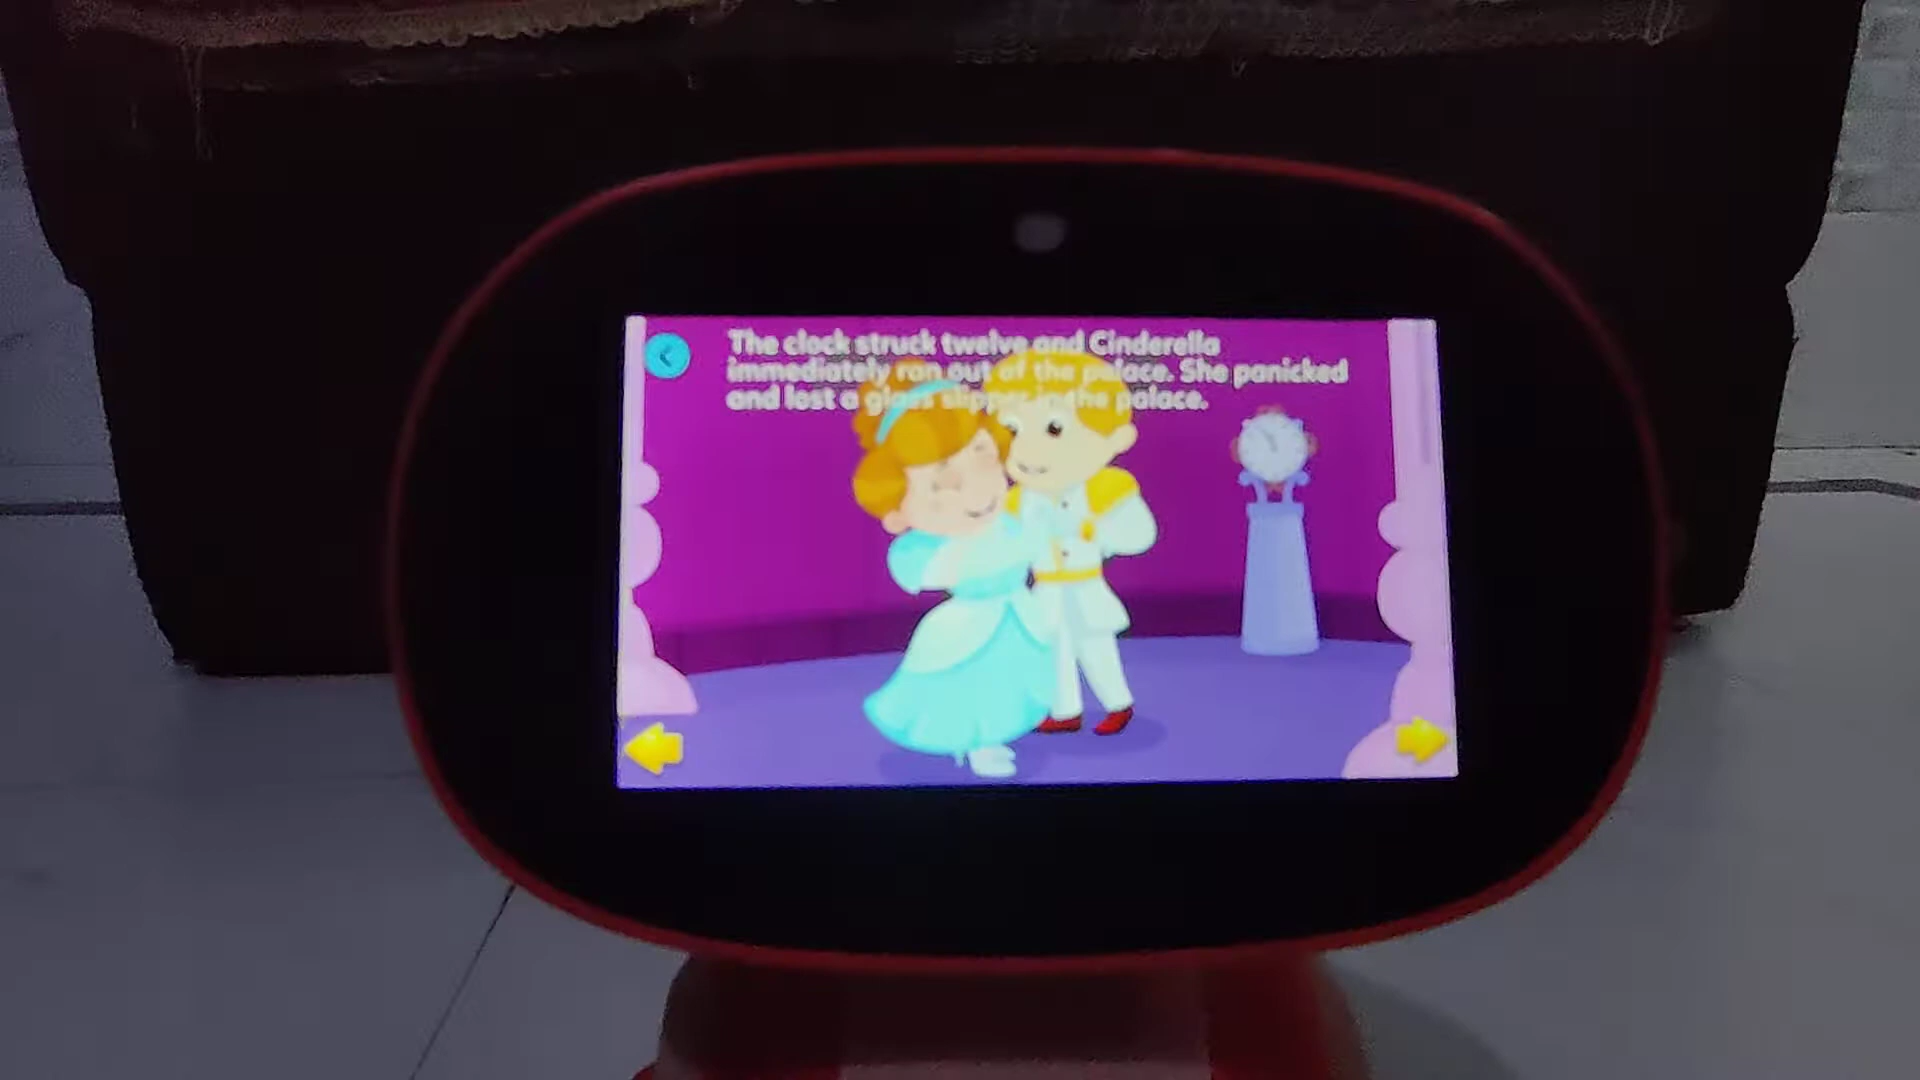 The clock struck twelve and Cinderella
immediately ran out of the palace. She panicked
and lost a glass slipper in the palace.